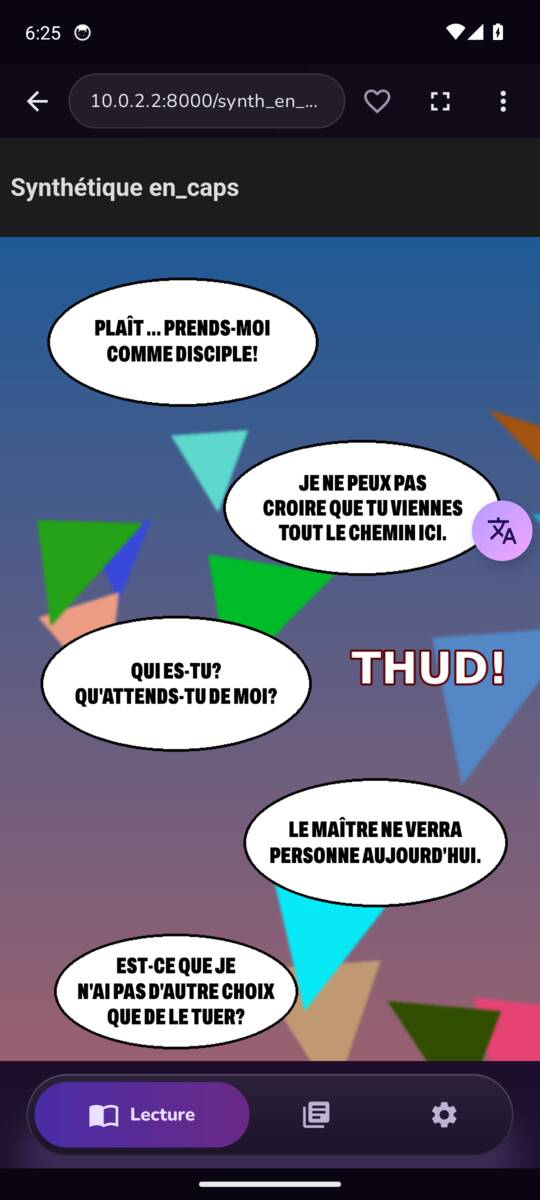 6:25
10.0.2.2:8000/synth_en_...
Synthétique en_caps
PLAÎT ... PRENDS-MOI
COMME DISCIPLE!
JE NE PEUX PAS
CROIRE QUE TU VIENNES
TOUT LE CHEMIN ICI.
QUI ES-TU?
QU'ATTENDS-TU DE MOI?
THUD!
LE MAÎTRE NE VERRA
PERSONNE AUJOURD'HUI.
EST-CE QUE JE
N'AI PAS D'AUTRE CHOIX
QUE DE LE TUER?
Lecture